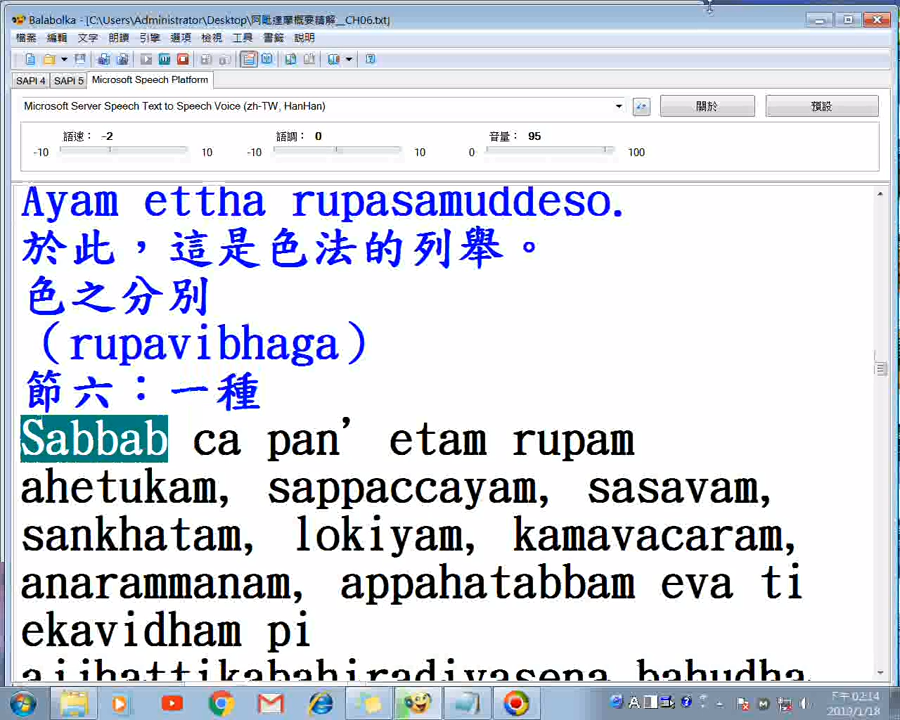 Balabolka - [C:\Users\Administrator\Desktop\阿毗達摩概要精解__CH06.txt]
檔案 編輯 文字 朗讀 引擎 選項 檢視 工具 書籤 說明
SAPI 4 SAPI 5 Microsoft Speech Platform
Microsoft Server Speech Text to Speech Voice (zh-TW, HanHan) 關於 預設
語速： -2 語調： 0 音量： 95
-10 10 -10 10 0 100
Ayam ettha rupasamuddeso.
於此，這是色法的列舉。
色之分別
（rupavibhaga）
節六：一種
Sabbab ca pan’ etam rupam
ahetukam, sappaccayam, sasavam,
sankhatam, lokiyam, kamavacaram,
anarammanam, appahatabbam eva ti
ekavidham pi
ajjhattikabahiradivasena bahudha
下午 02:14
2019/1/18